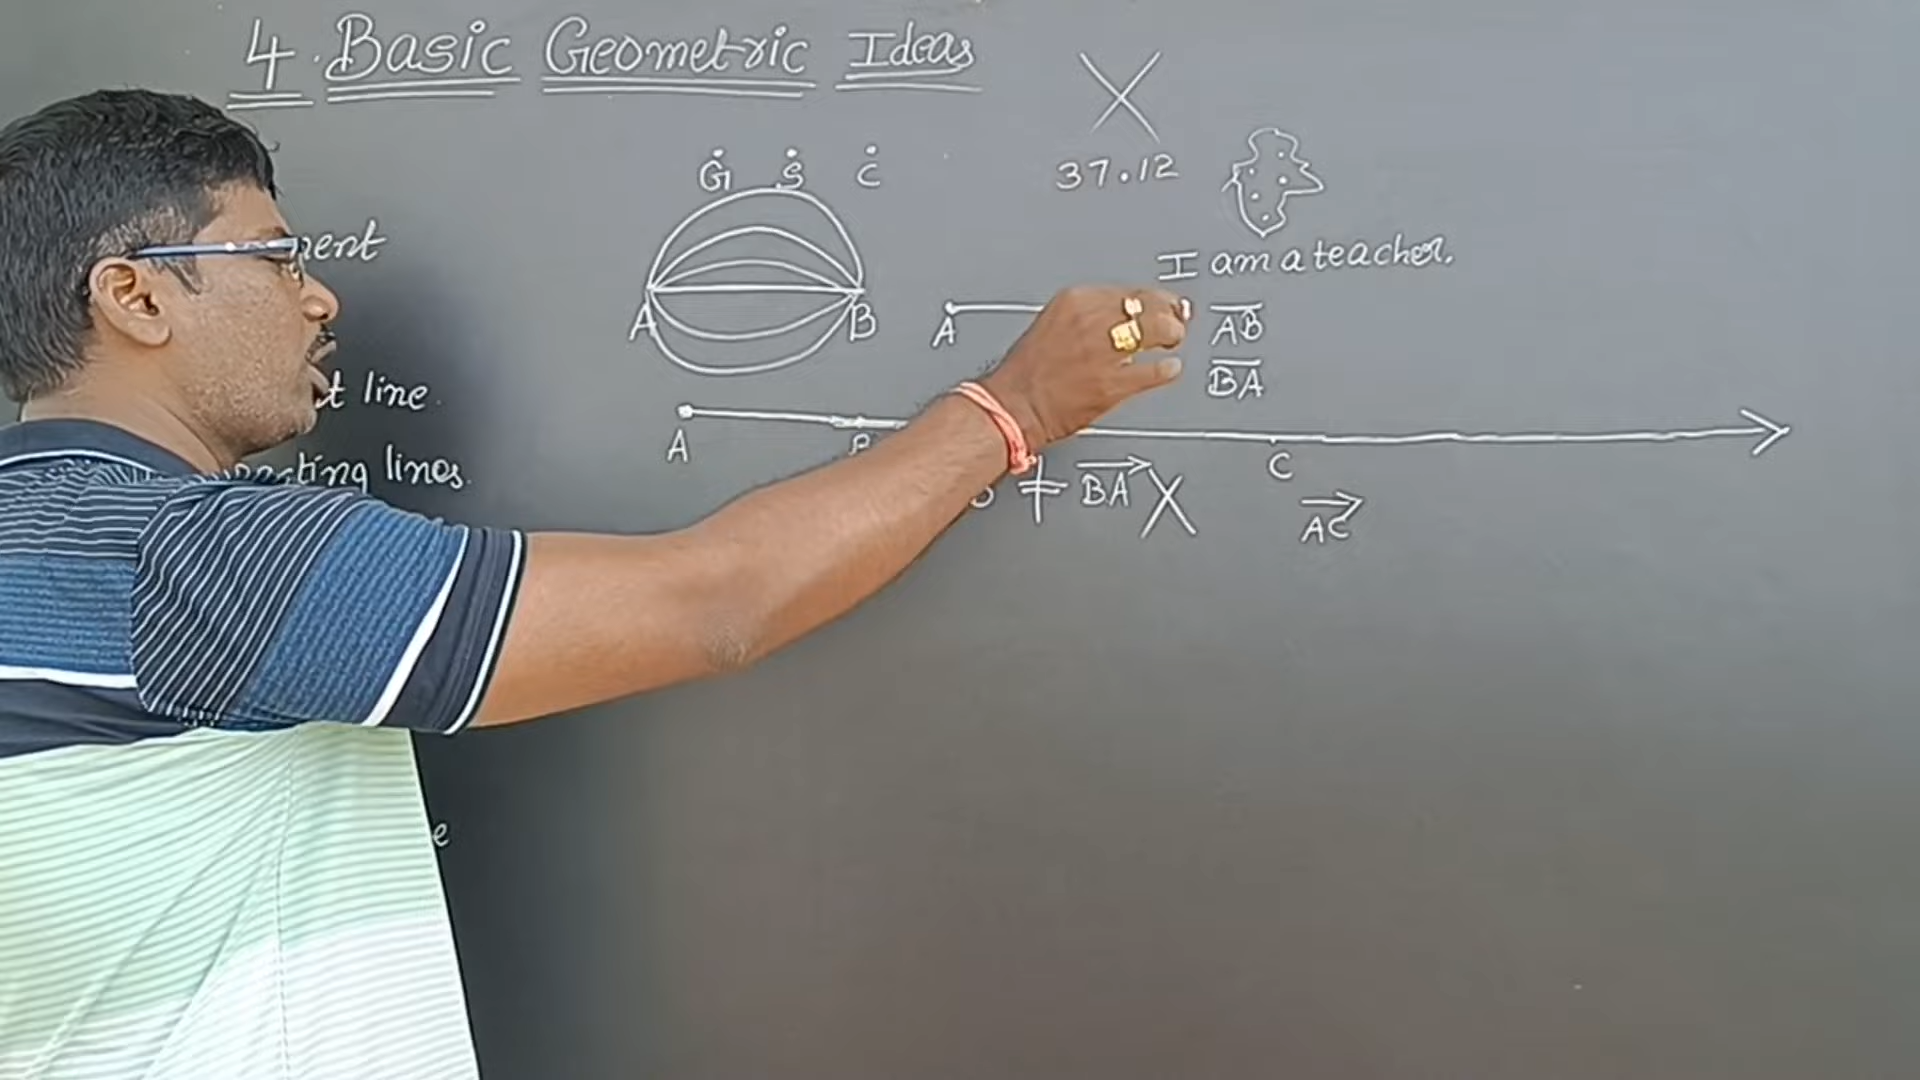 4. Basic Geometric Ideas
G S C
37.12
I am a teacher.
A B A AB
BA
line
lines
A C
≠ BA X AC